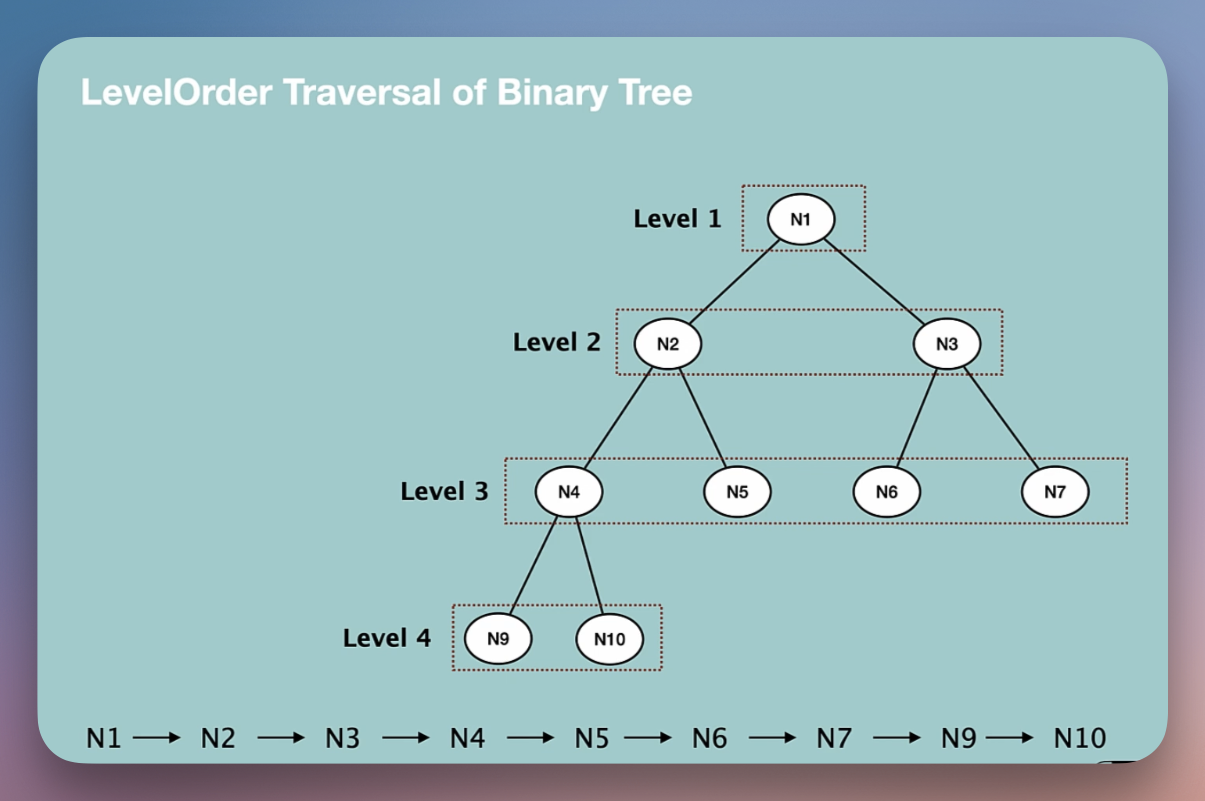 LevelOrder Traversal of Binary Tree
Level 1 N1
Level 2 N2 N3
Level 3 N4 N5 N6 N7
Level 4 N9 N10
N1 N2 N3 N4 N5 N6 N7 N9 N10